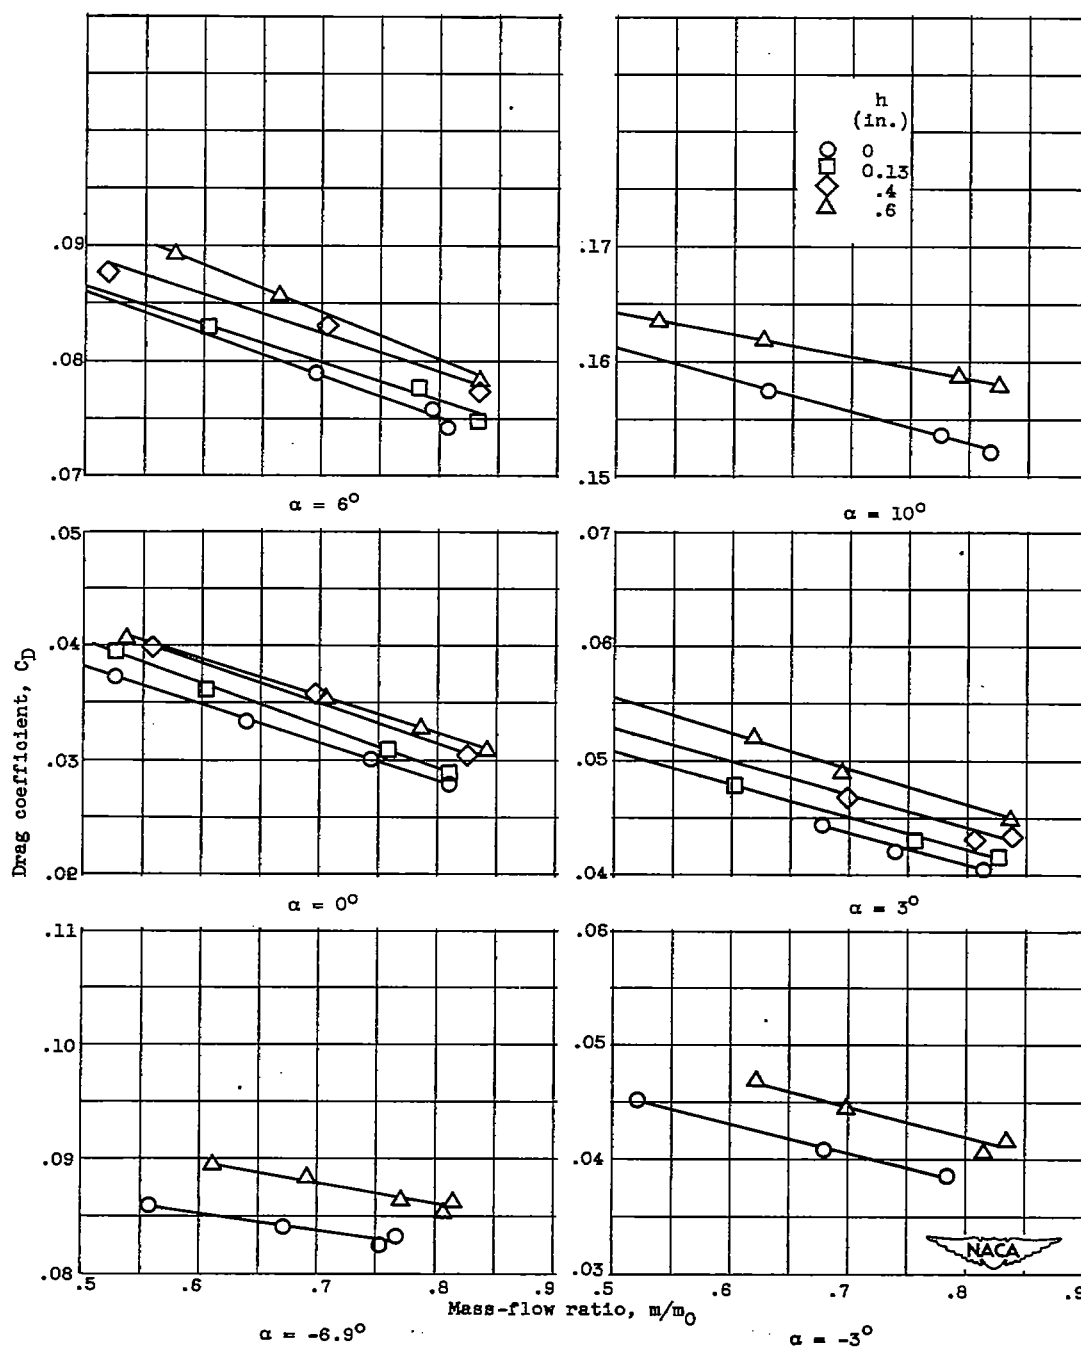 h
(in.)
0
0.13
.4
.6
.09
.08
.07
α = 6°
.17
.16
.15
α = 10°
.05
.04
.03
.02
α = 0°
.07
.06
.05
.04
α = 3°
Drag coefficient, C_D
.11
.10
.09
.08
.5 .6 .7 .8 .9
α = -6.9°
.06
.05
.04
.03
.5 .6 .7 .8 .9
NACA
Mass-flow ratio, m/m₀
α = -3°